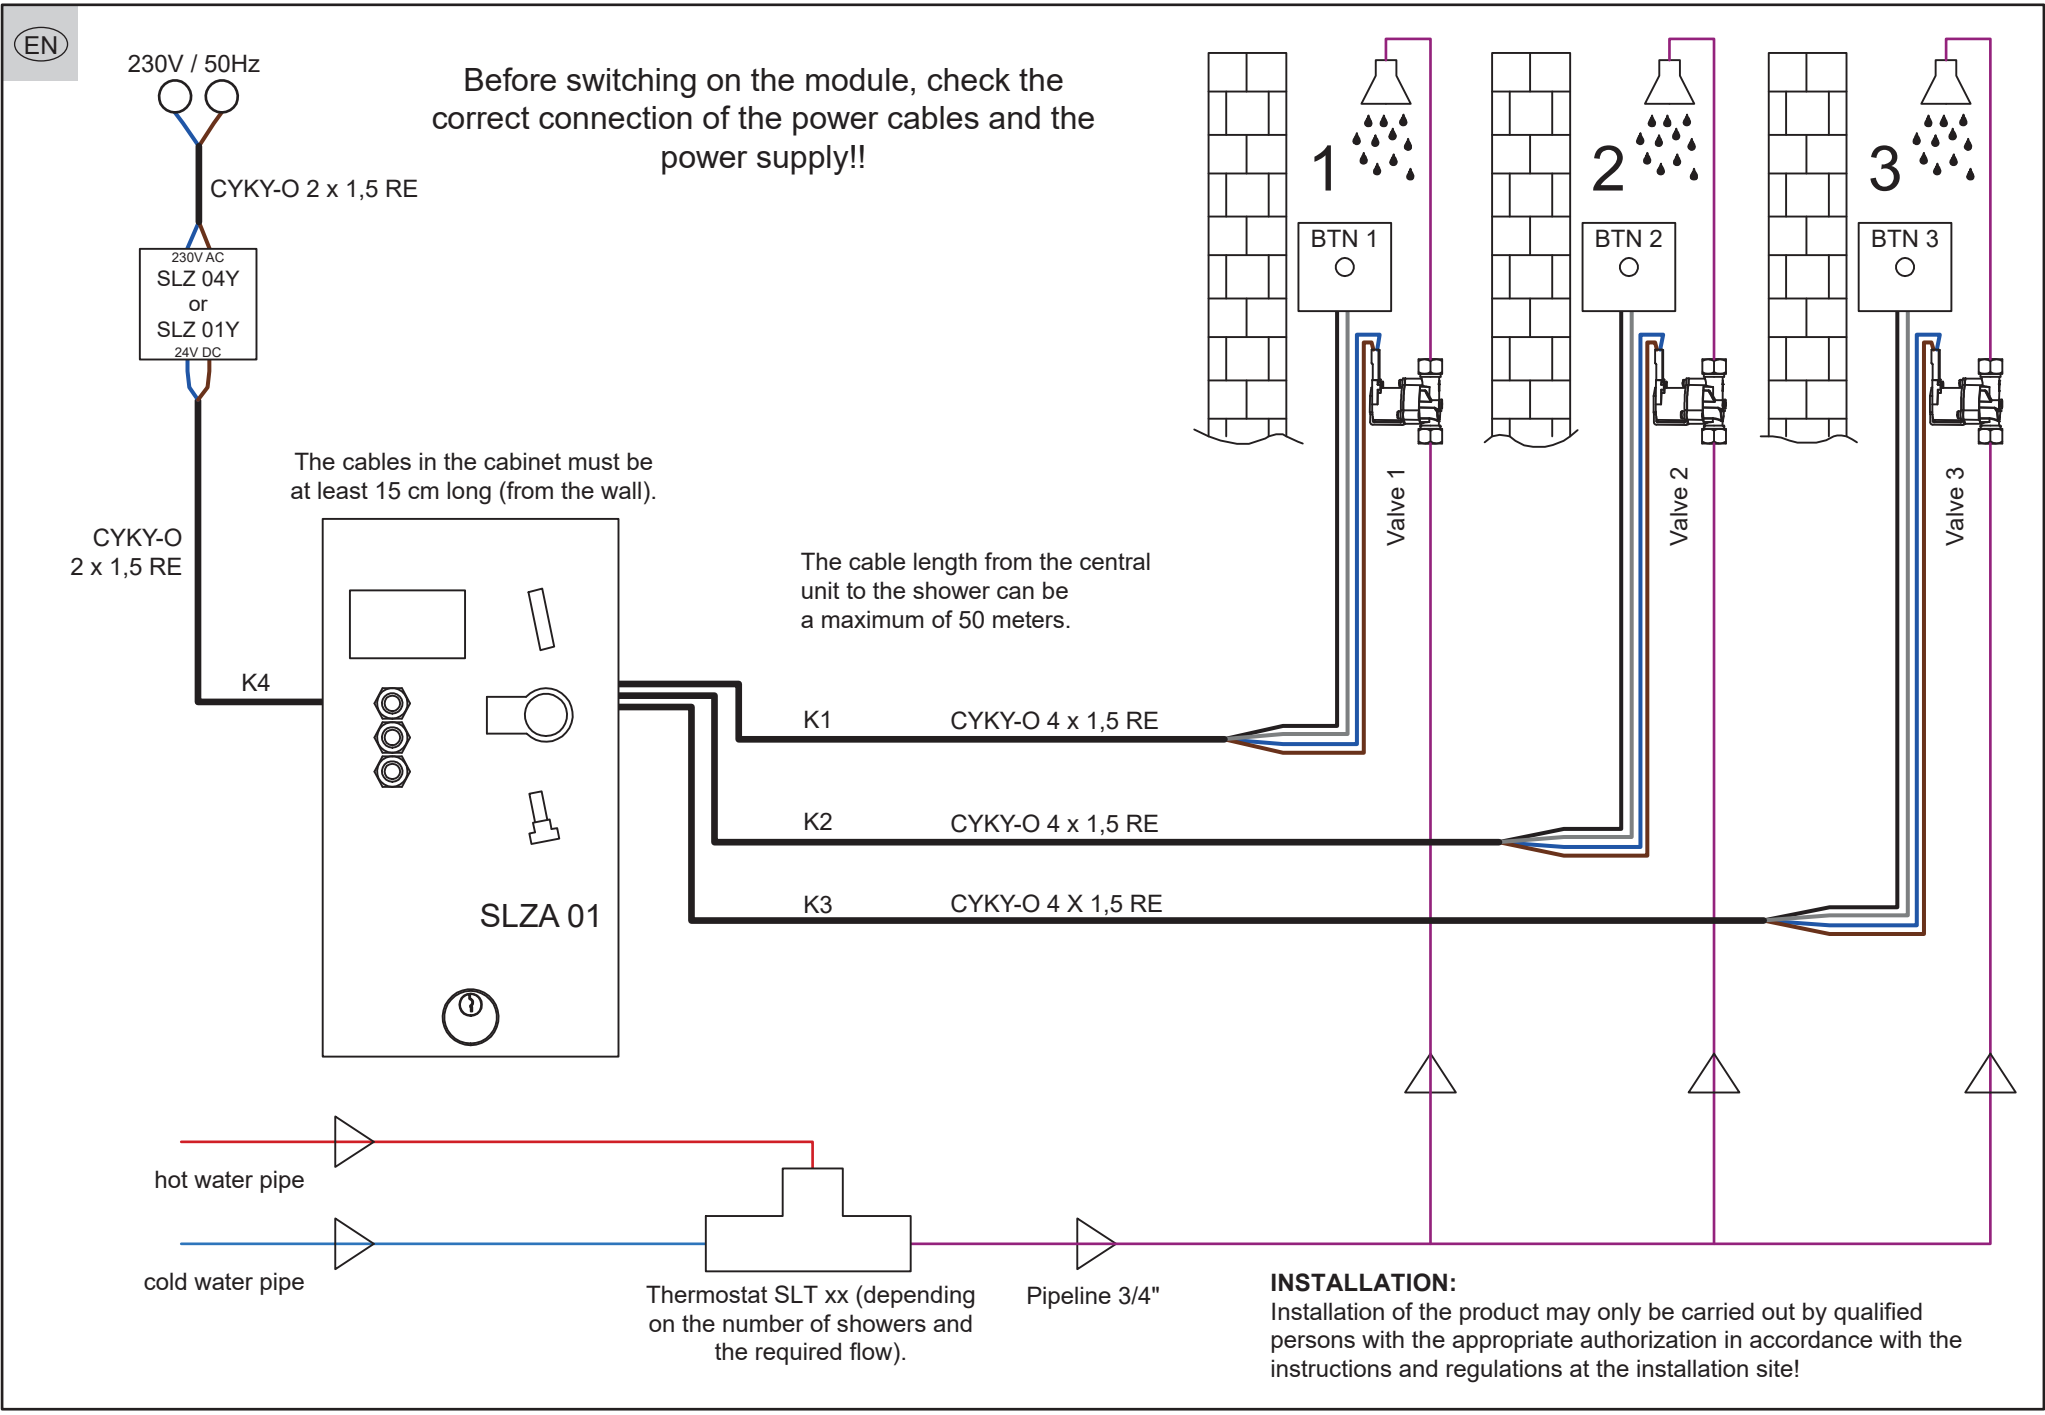 EN
230V / 50Hz
Before switching on the module, check the
correct connection of the power cables and the
power supply!!
CYKY-O 2 x 1,5 RE
230V AC
SLZ 04Y
or
SLZ 01Y
24V DC
1
2
3
BTN 1
BTN 2
BTN 3
Valve 1
Valve 2
Valve 3
The cables in the cabinet must be
at least 15 cm long (from the wall).
CYKY-O
2 x 1,5 RE
The cable length from the central
unit to the shower can be
a maximum of 50 meters.
K4
K1
CYKY-O 4 x 1,5 RE
K2
CYKY-O 4 x 1,5 RE
K3
CYKY-O 4 X 1,5 RE
SLZA 01
hot water pipe
cold water pipe
Thermostat SLT xx (depending
on the number of showers and
the required flow).
Pipeline 3/4"
INSTALLATION:
Installation of the product may only be carried out by qualified
persons with the appropriate authorization in accordance with the
instructions and regulations at the installation site!